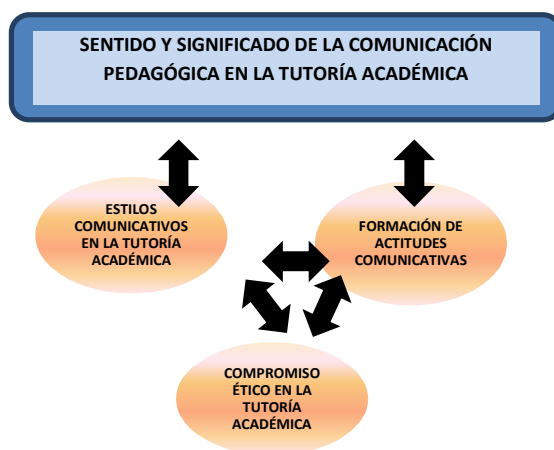 SENTIDO Y SIGNIFICADO DE LA COMUNICACIÓN
PEDAGÓGICA EN LA TUTORÍA ACADÉMICA
ESTILOS
COMUNICATIVOS
EN LA TUTORÍA
ACADÉMICA
FORMACIÓN DE
ACTITUDES
COMUNICATIVAS
COMPROMISO
ÉTICO EN LA
TUTORÍA
ACADÉMICA